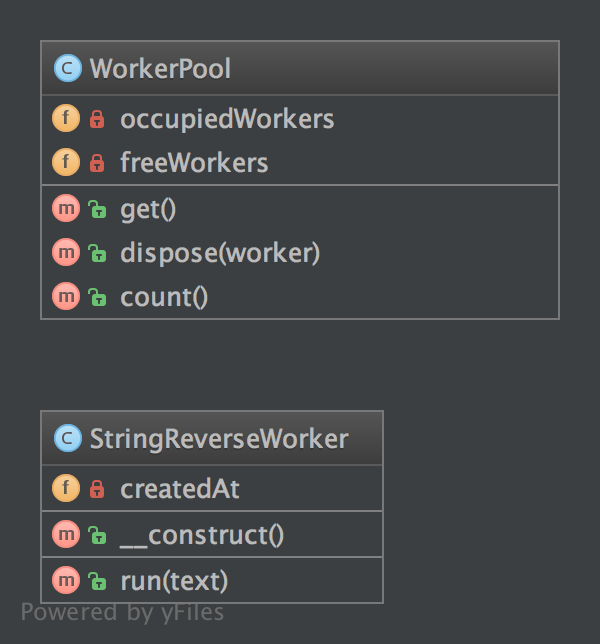 C WorkerPool
f occupiedWorkers
f freeWorkers
m get()
m dispose(worker)
m count()
C StringReverseWorker
f createdAt
m __construct()
m run(text)
Powered by yFiles